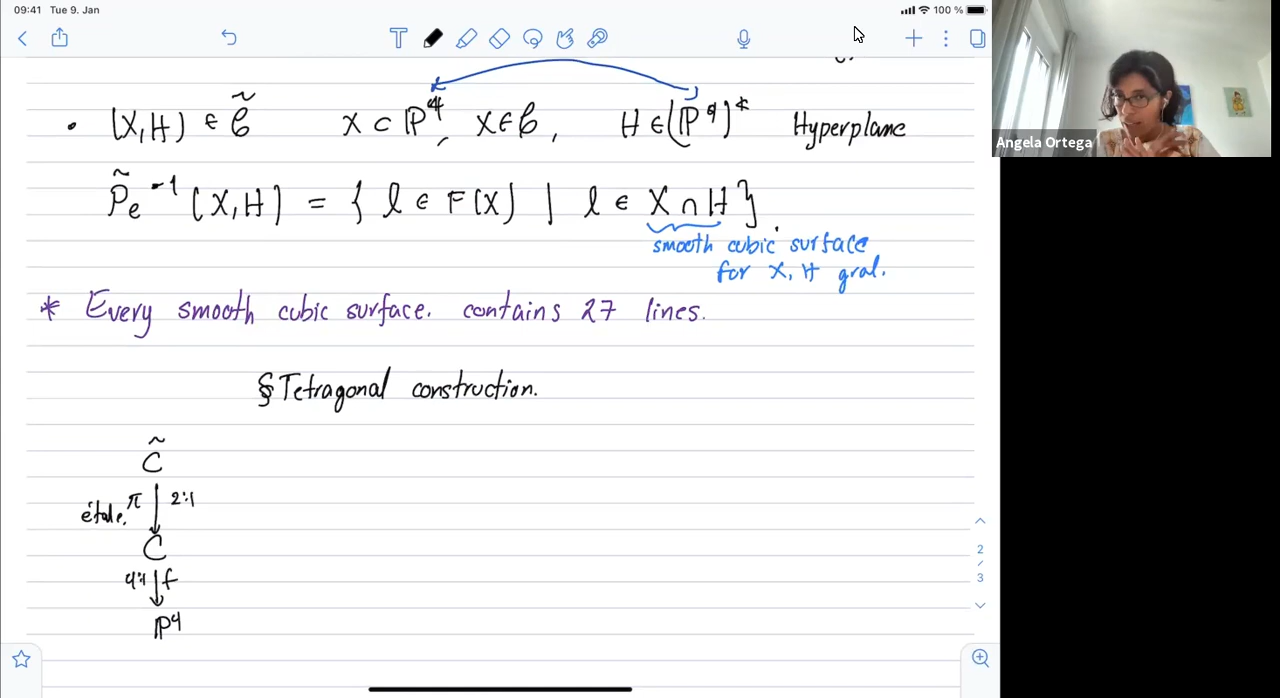 09:41 Tue 9. Jan
100 %
• (X,H) ∈ C̃ X ⊂ P⁴, X ∈ C, H ∈ (P⁴)* Hyperplane
Angela Ortega
P̃e⁻¹ (X,H) = { l ∈ F(X) | l ∈ X ∩ H }.
smooth cubic surface
for X, H gral.
* Every smooth cubic surface. contains 27 lines.
§ Tetragonal construction.
C̃
étale. π 2:1
C
4:1 f
P⁴
2
/
3